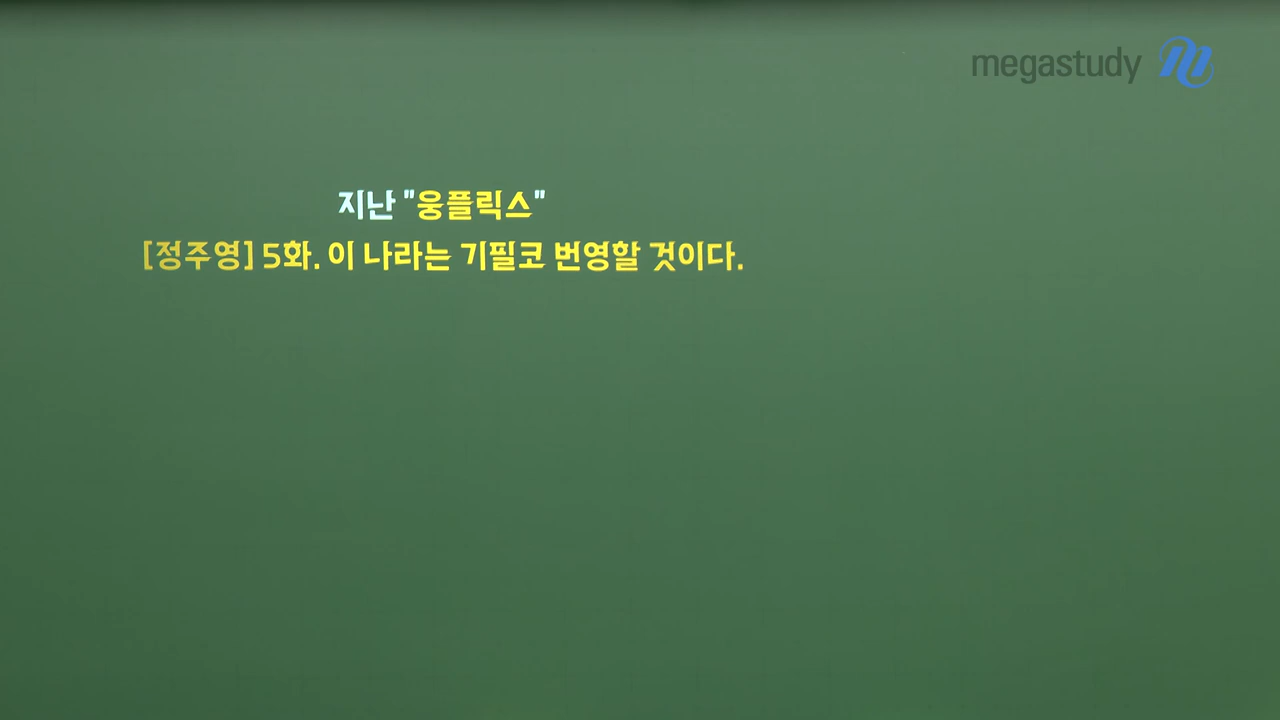 megastudy
지난 "웅플릭스"
[정주영] 5화. 이 나라는 기필코 번영할 것이다.